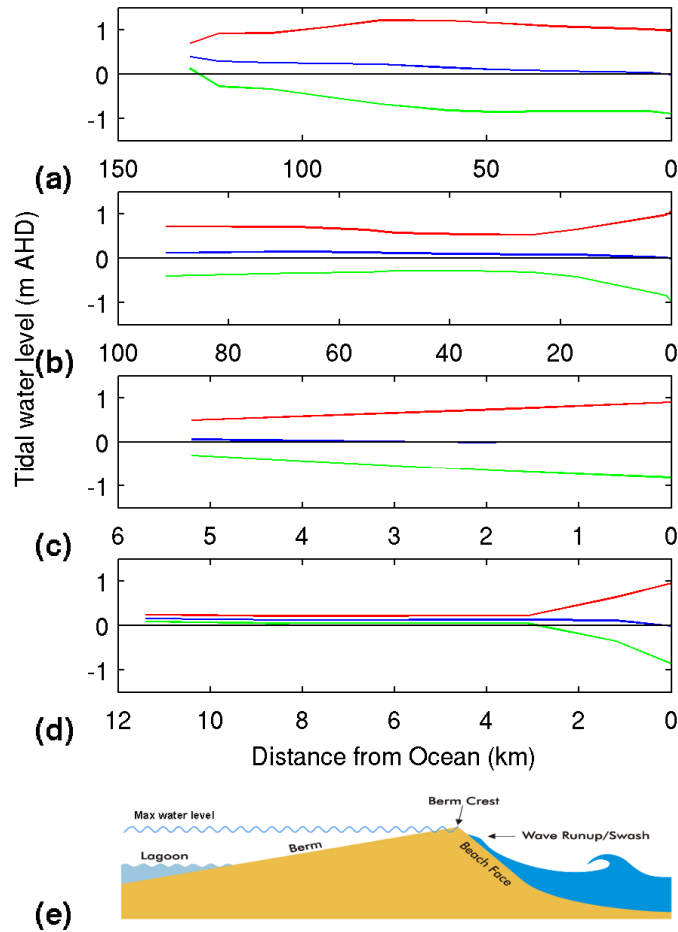 Tidal water level (m AHD)
1
0
-1
150 100 50 0
(a)
1
0
-1
100 80 60 40 20 0
(b)
1
0
-1
6 5 4 3 2 1 0
(c)
1
0
-1
12 10 8 6 4 2 0
(d)
Distance from Ocean (km)
Berm Crest
Max water level
Wave Runup/Swash
Lagoon
Berm
Beach Face
(e)